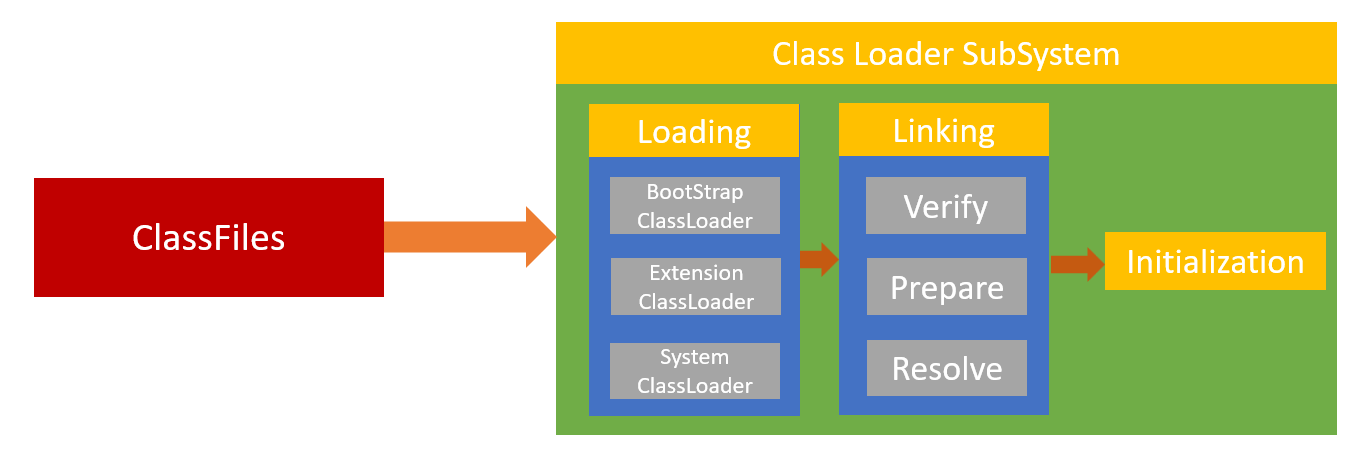 Class Loader SubSystem
ClassFiles
Loading
BootStrap
ClassLoader
Extension
ClassLoader
System
ClassLoader
Linking
Verify
Prepare
Resolve
Initialization